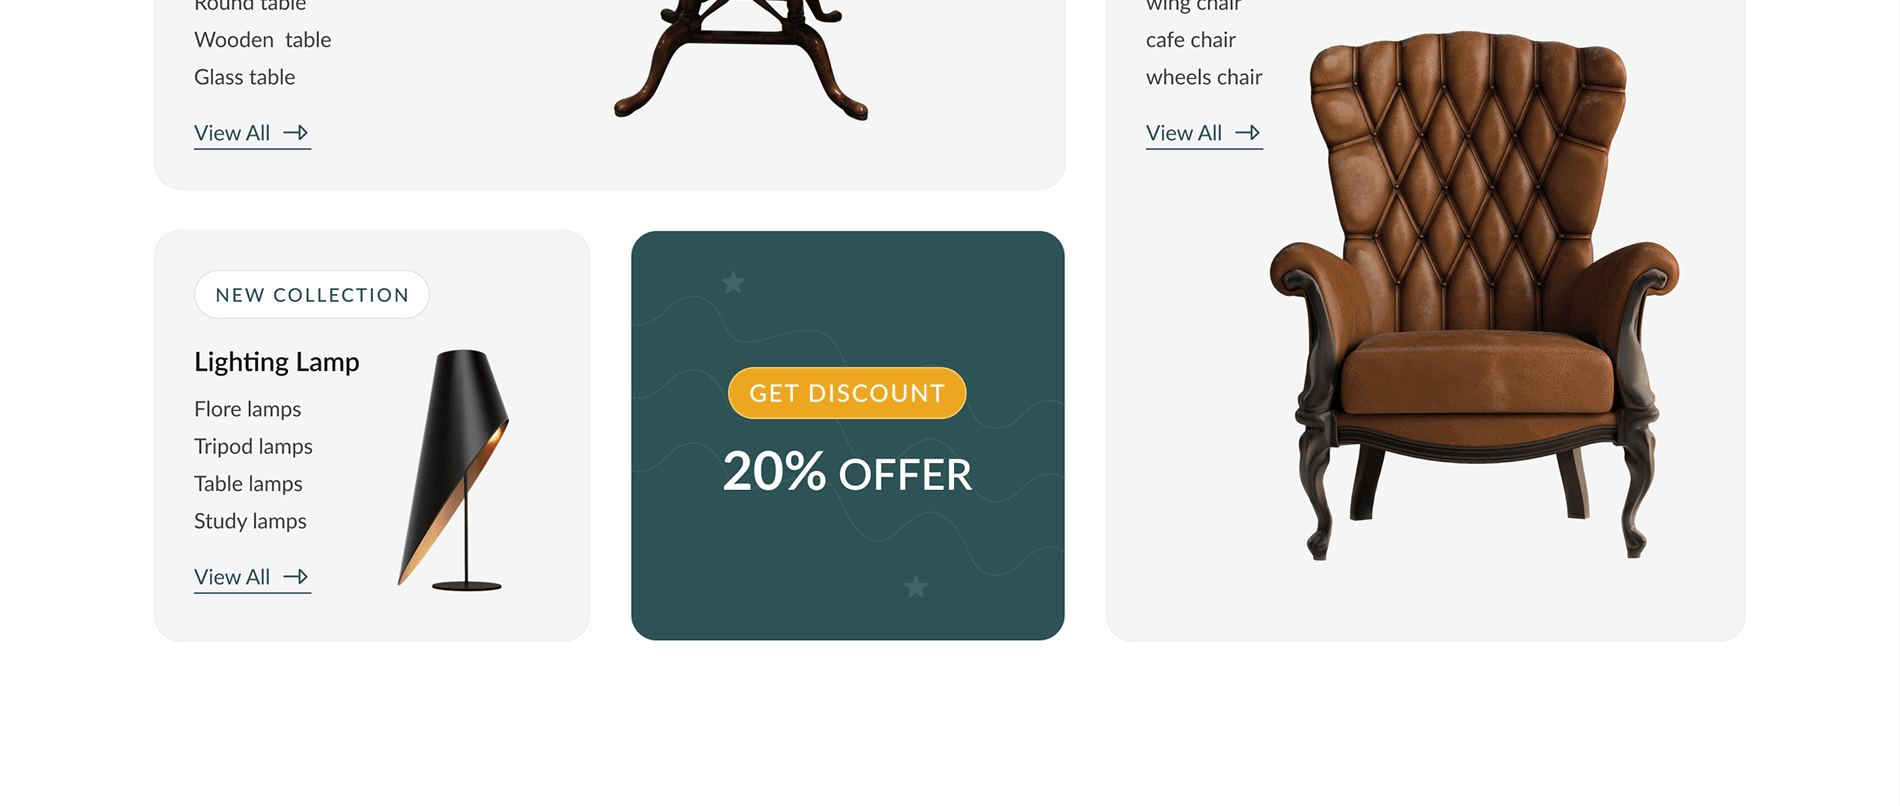 Round table
Wooden  table
Glass table
View All
wing chair
cafe chair
wheels chair
View All
NEW COLLECTION
Lighting Lamp
Flore lamps
Tripod lamps
Table lamps
Study lamps
View All
GET DISCOUNT
20% OFFER